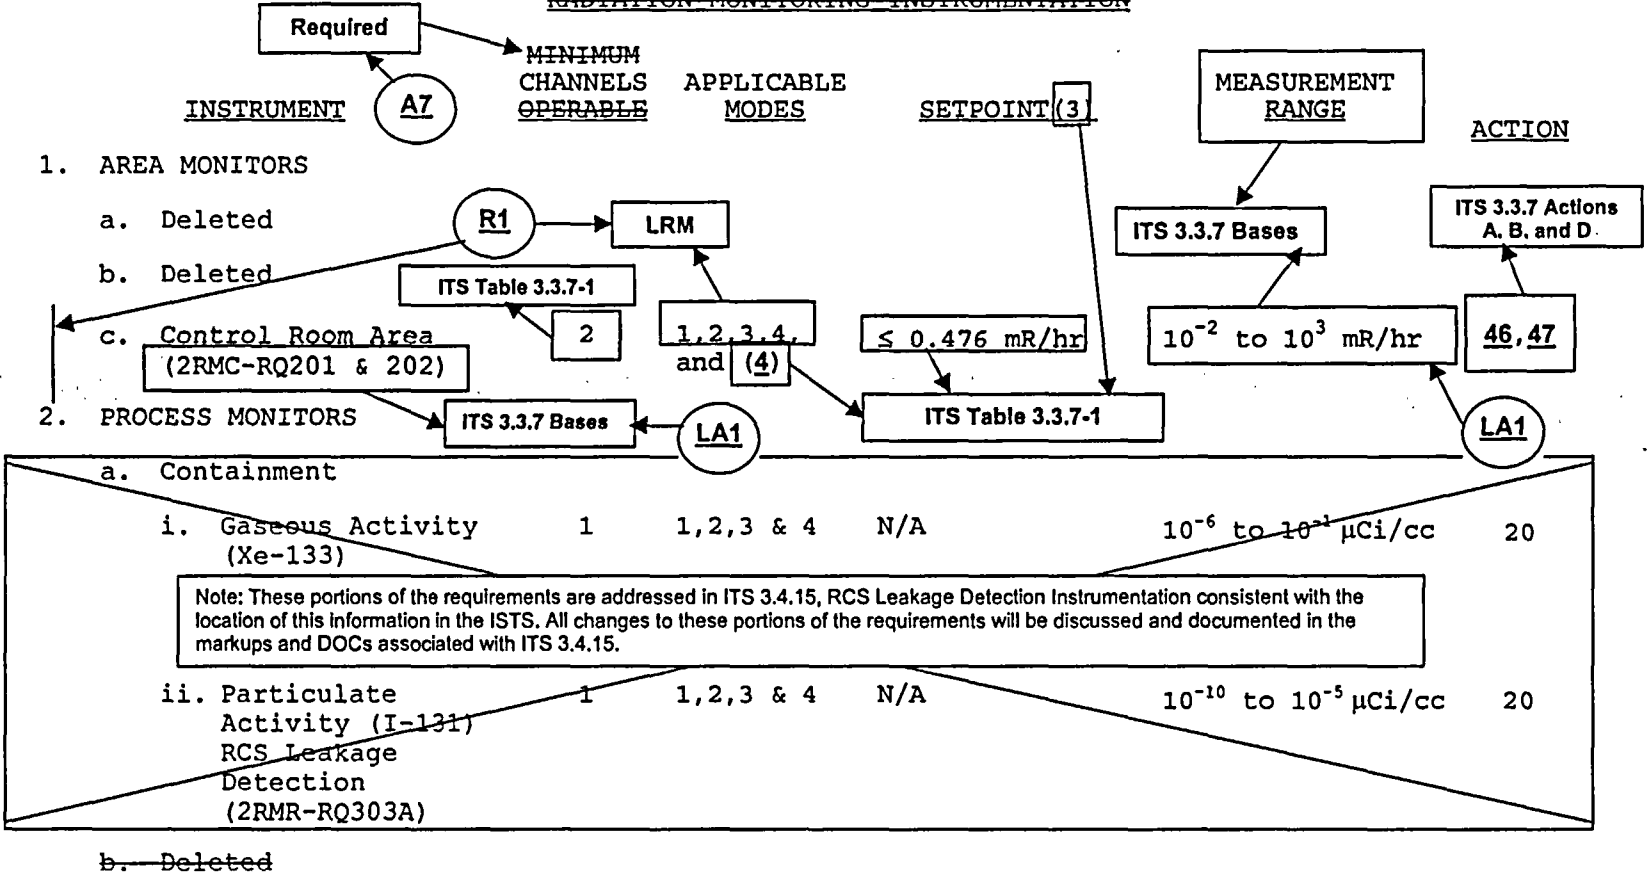 RADIATION MONITORING INSTRUMENTATION
Required
MINIMUM
CHANNELS APPLICABLE MEASUREMENT
INSTRUMENT A7 OPERABLE MODES SETPOINT(3) RANGE
ACTION
1. AREA MONITORS
a. Deleted R1 LRM ITS 3.3.7 Bases ITS 3.3.7 Actions
A, B, and D
b. Deleted ITS Table 3.3.7-1
c. Control Room Area 2 1,2,3,4, ≤ 0.476 mR/hr 10⁻² to 10³ mR/hr 46,47
(2RMC-RQ201 & 202) and (4)
2. PROCESS MONITORS ITS 3.3.7 Bases LA1 ITS Table 3.3.7-1 LA1
a. Containment
i. Gaseous Activity 1 1,2,3 & 4 N/A 10⁻⁶ to 10⁻¹ µCi/cc 20
(Xe-133)
Note: These portions of the requirements are addressed in ITS 3.4.15, RCS Leakage Detection Instrumentation consistent with the
location of this information in the ISTS. All changes to these portions of the requirements will be discussed and documented in the
markups and DOCs associated with ITS 3.4.15.
ii. Particulate 1 1,2,3 & 4 N/A 10⁻¹⁰ to 10⁻⁵ µCi/cc 20
Activity (I-131)
RCS Leakage
Detection
(2RMR-RQ303A)
b. Deleted